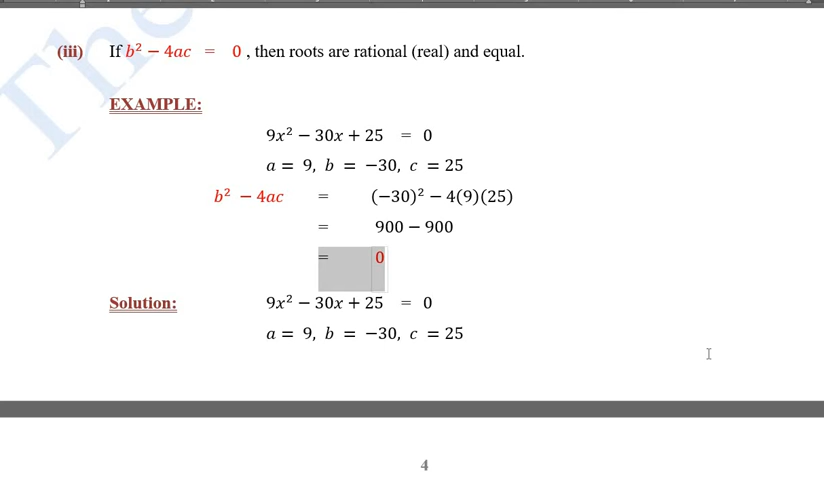 The
(iii) If b² − 4ac = 0 , then roots are rational (real) and equal.
EXAMPLE:
9x² − 30x + 25 = 0
a = 9, b = −30, c = 25
b² − 4ac = (−30)² − 4(9)(25)
= 900 − 900
= 0
Solution: 9x² − 30x + 25 = 0
a = 9, b = −30, c = 25
4